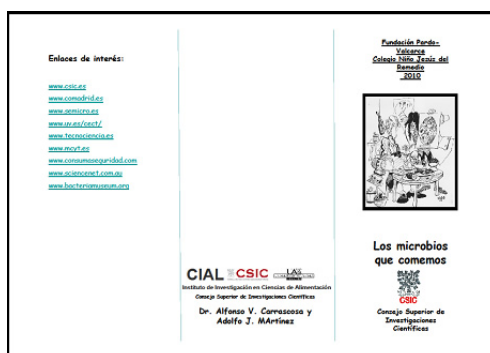 Enlaces de interés:
www.csic.es
www.comadrid.es
www.semicro.es
www.uv.es/cect/
www.tecnociencia.es
www.mcyt.es
www.consumaseguridad.com
www.sciencenet.com.au
www.bacteriamuseum.org
CIAL CSIC
Instituto de Investigación en Ciencias de Alimentación
Consejo Superior de Investigaciones Científicas
Dr. Alfonso V. Carrascosa y
Adolfo J. MArtínez
Fundación Pardo-
Valcarce
Colegio Niño Jesús del
Remedio
2010
Los microbios
que comemos
CSIC
Consejo Superior de
Investigaciones
Científicas